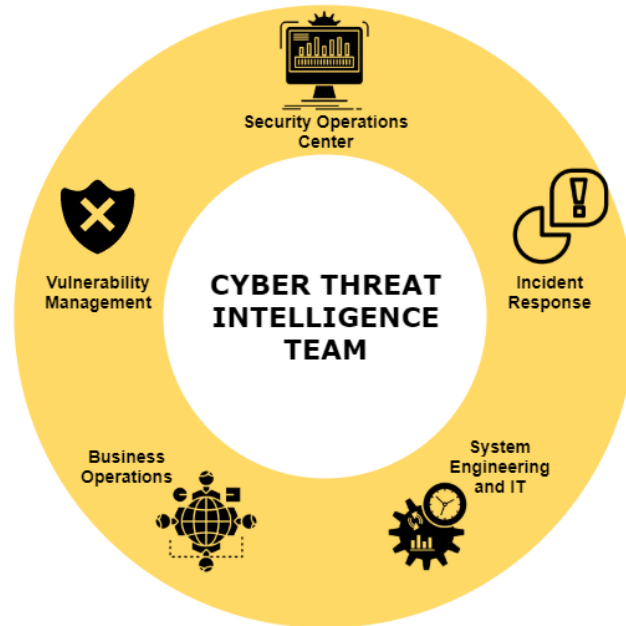 Security Operations
Center
Vulnerability
Management
Incident
Response
CYBER THREAT
INTELLIGENCE
TEAM
Business
Operations
System
Engineering
and IT